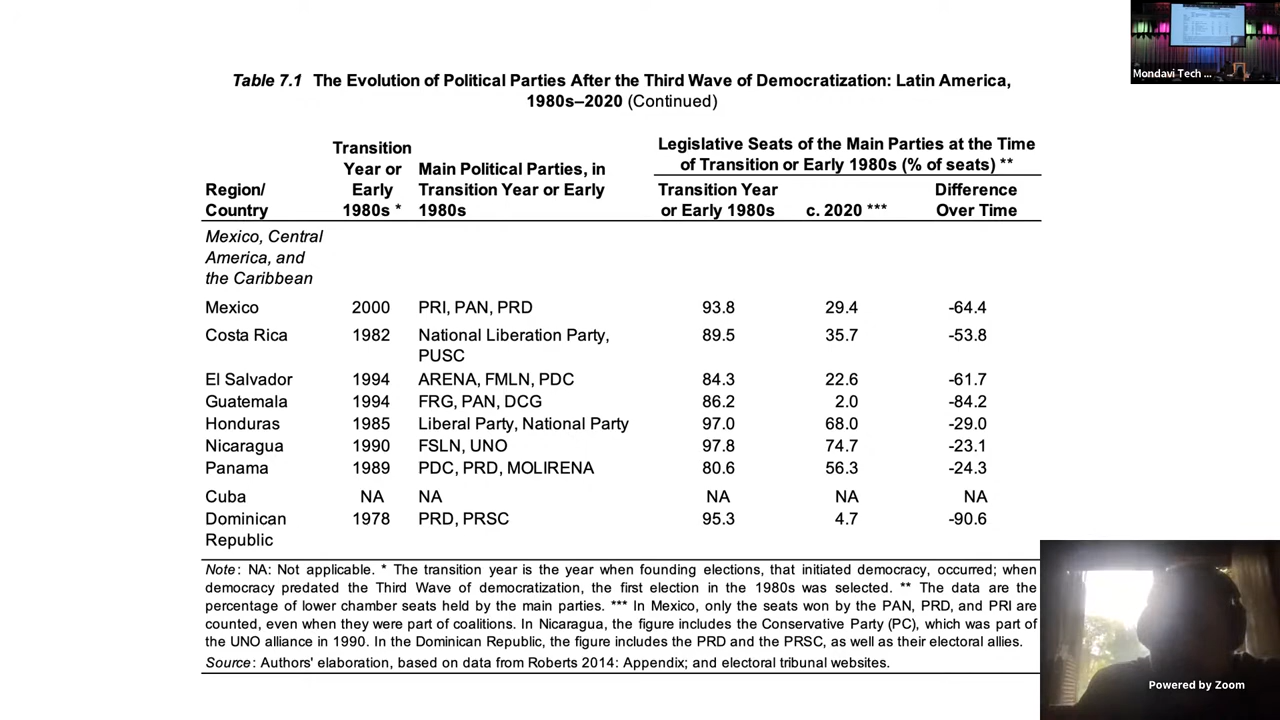 Mondavi Tech ...
Table 7.1 The Evolution of Political Parties After the Third Wave of Democratization: Latin America,
1980s–2020 (Continued)
Transition
Year or
Early
1980s *
Main Political Parties, in
Transition Year or Early
1980s
Legislative Seats of the Main Parties at the Time
of Transition or Early 1980s (% of seats) **
Region/
Country
Transition Year
or Early 1980s
c. 2020 ***
Difference
Over Time
Mexico, Central
America, and
the Caribbean
Mexico 2000 PRI, PAN, PRD 93.8 29.4 -64.4
Costa Rica 1982 National Liberation Party, 89.5 35.7 -53.8
PUSC
El Salvador 1994 ARENA, FMLN, PDC 84.3 22.6 -61.7
Guatemala 1994 FRG, PAN, DCG 86.2 2.0 -84.2
Honduras 1985 Liberal Party, National Party 97.0 68.0 -29.0
Nicaragua 1990 FSLN, UNO 97.8 74.7 -23.1
Panama 1989 PDC, PRD, MOLIRENA 80.6 56.3 -24.3
Cuba NA NA NA NA NA
Dominican 1978 PRD, PRSC 95.3 4.7 -90.6
Republic
Note: NA: Not applicable. * The transition year is the year when founding elections, that initiated democracy, occurred; when
democracy predated the Third Wave of democratization, the first election in the 1980s was selected. ** The data are the
percentage of lower chamber seats held by the main parties. *** In Mexico, only the seats won by the PAN, PRD, and PRI are
counted, even when they were part of coalitions. In Nicaragua, the figure includes the Conservative Party (PC), which was part of
the UNO alliance in 1990. In the Dominican Republic, the figure includes the PRD and the PRSC, as well as their electoral allies.
Source: Authors' elaboration, based on data from Roberts 2014: Appendix; and electoral tribunal websites.
Powered by Zoom